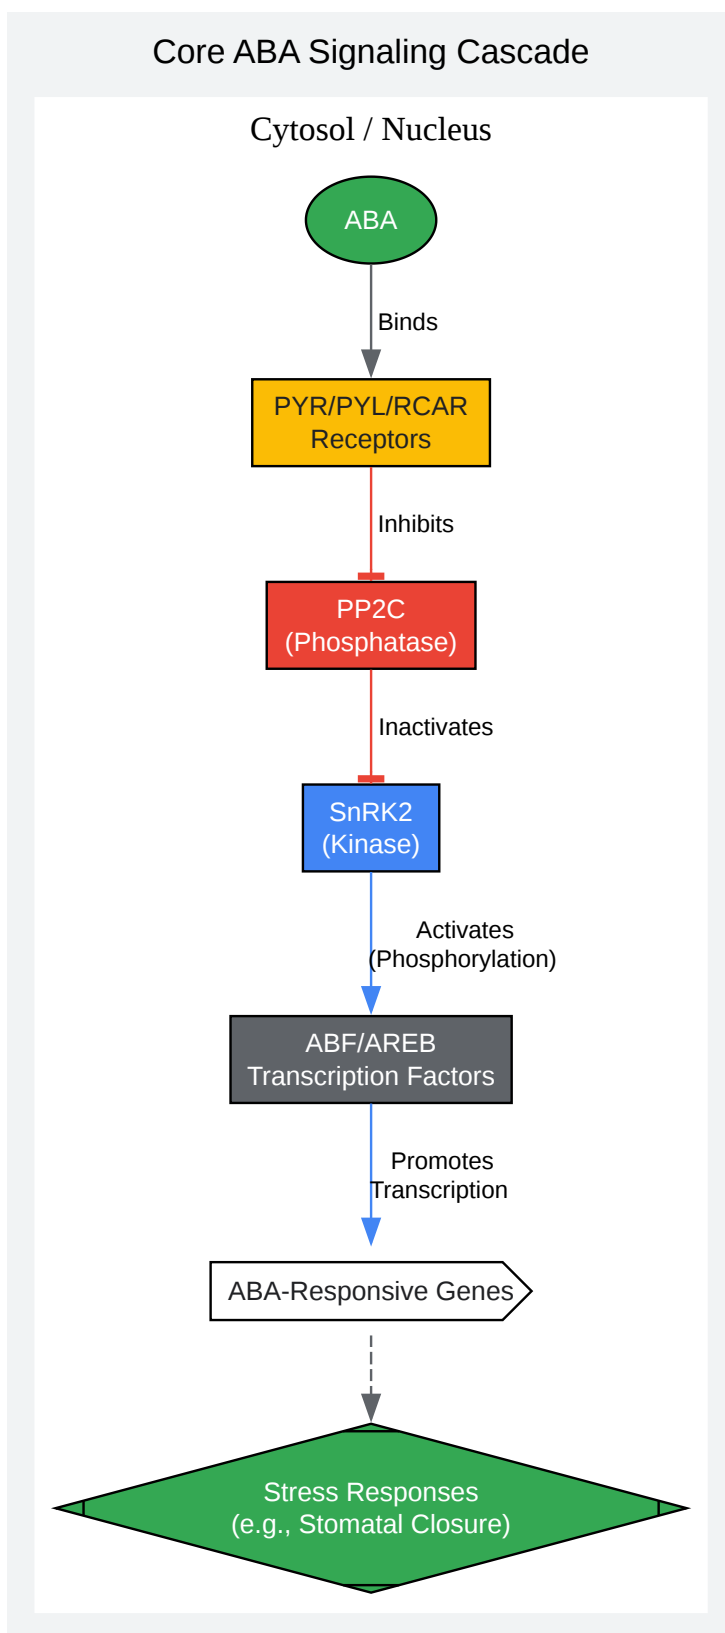 Core ABA Signaling Cascade
Cytosol / Nucleus
ABA
Binds
PYR/PYL/RCAR
Receptors
Inhibits
PP2C
(Phosphatase)
Inactivates
SnRK2
(Kinase)
Activates
(Phosphorylation)
ABF/AREB
Transcription Factors
Promotes
Transcription
ABA-Responsive Genes
Stress Responses
(e.g., Stomatal Closure)